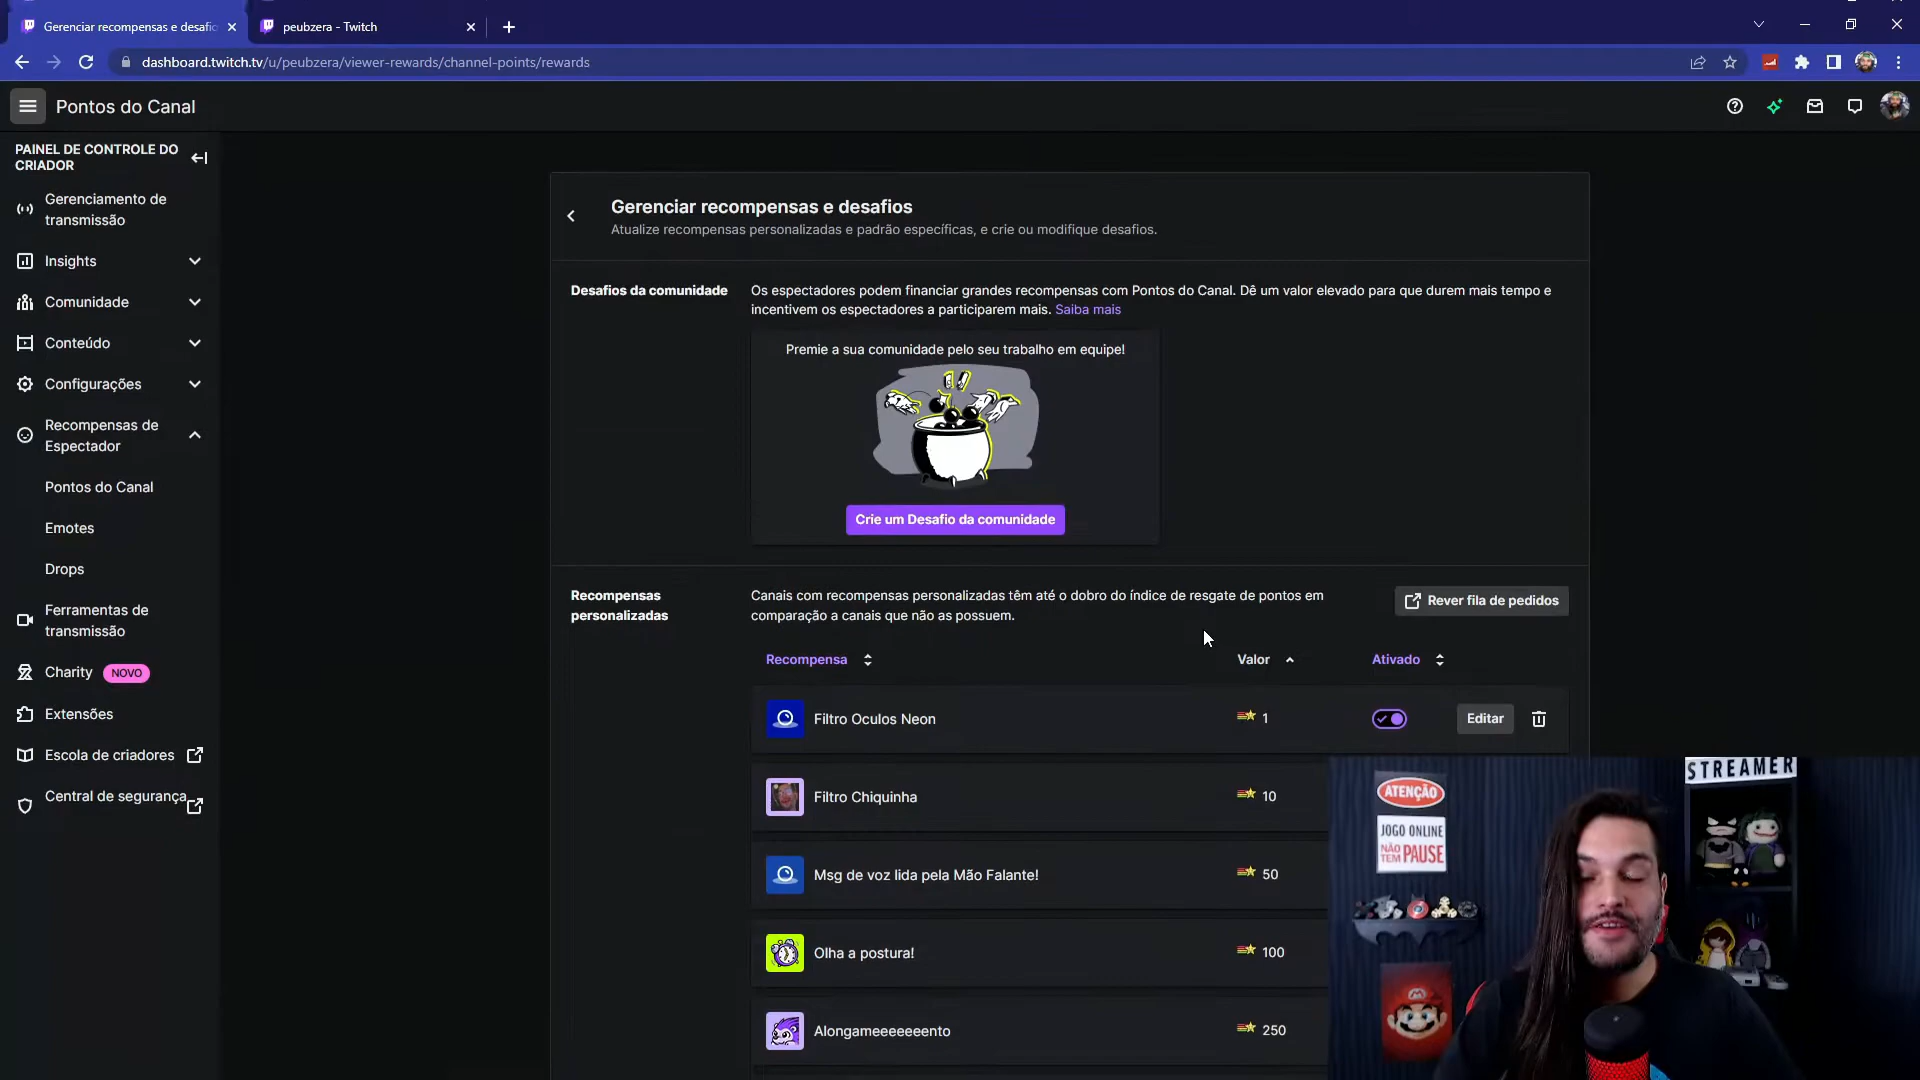 Gerenciar recompensas e desafio
peubzera - Twitch
dashboard.twitch.tv/u/peubzera/viewer-rewards/channel-points/rewards
Pontos do Canal
PAINEL DE CONTROLE DO
CRIADOR
Gerenciamento de
transmissão
Insights
Comunidade
Conteúdo
Configurações
Recompensas de
Espectador
Pontos do Canal
Emotes
Drops
Ferramentas de
transmissão
Charity NOVO
Extensões
Escola de criadores
Central de segurança
Gerenciar recompensas e desafios
Atualize recompensas personalizadas e padrão específicas, e crie ou modifique desafios.
Desafios da comunidade
Os espectadores podem financiar grandes recompensas com Pontos do Canal. Dê um valor elevado para que durem mais tempo e
incentivem os espectadores a participarem mais. Saiba mais
Premie a sua comunidade pelo seu trabalho em equipe!
Crie um Desafio da comunidade
Recompensas
personalizadas
Canais com recompensas personalizadas têm até o dobro do índice de resgate de pontos em
comparação a canais que não as possuem.
Rever fila de pedidos
Recompensa Valor Ativado
Filtro Oculos Neon 1 Editar
Filtro Chiquinha 10
Msg de voz lida pela Mão Falante! 50
Olha a postura! 100
Alongameeeeeeento 250
STREAMER
ATENÇÃO
JOGO ONLINE
NÃO
TEM PAUSE